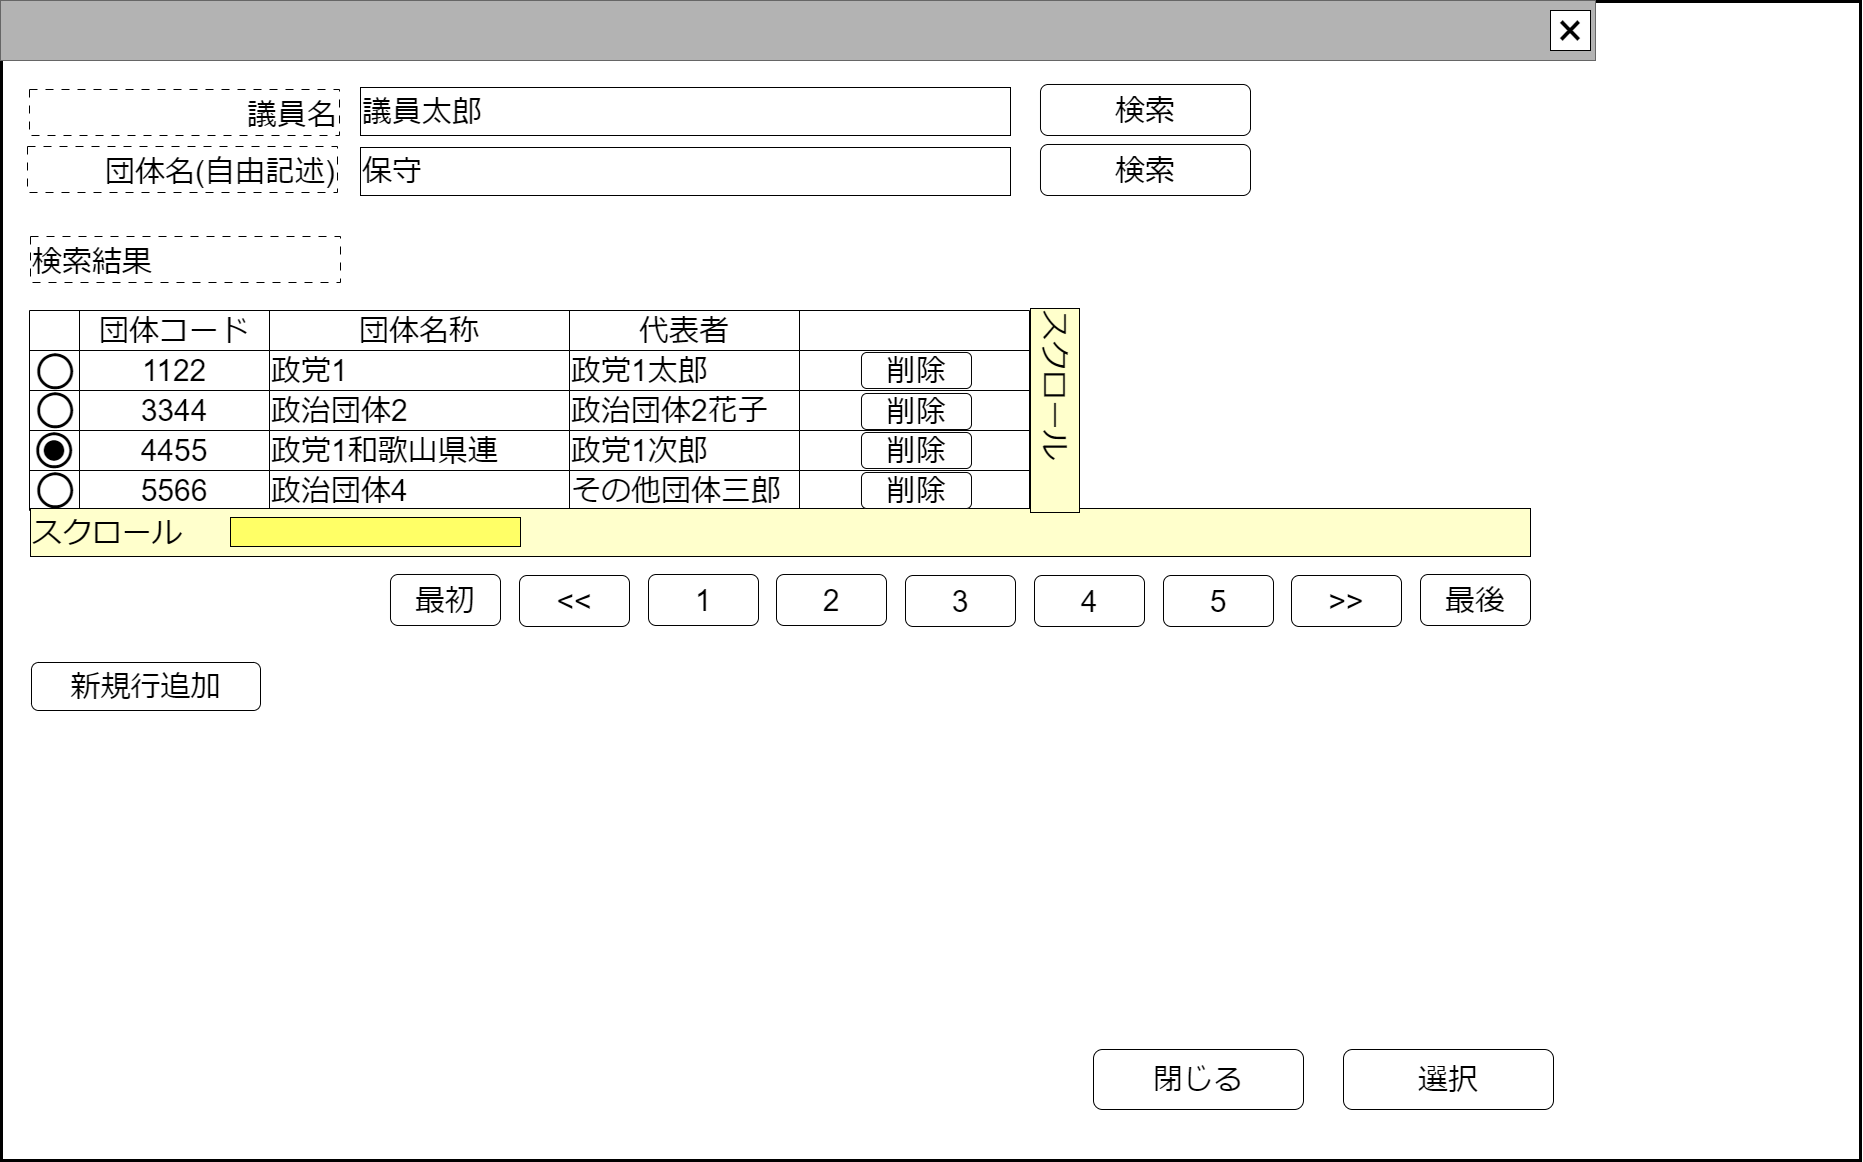 議員名 議員太郎 検索
団体名(自由記述) 保守 検索
検索結果
団体コード 団体名称 代表者
1122 政党1 政党1太郎 削除
3344 政治団体2 政治団体2花子 削除
4455 政党1和歌山県連 政党1次郎 削除
5566 政治団体4 その他団体三郎 削除
スクロール
スクロール
最初 << 1 2 3 4 5 >> 最後
新規行追加
閉じる 選択